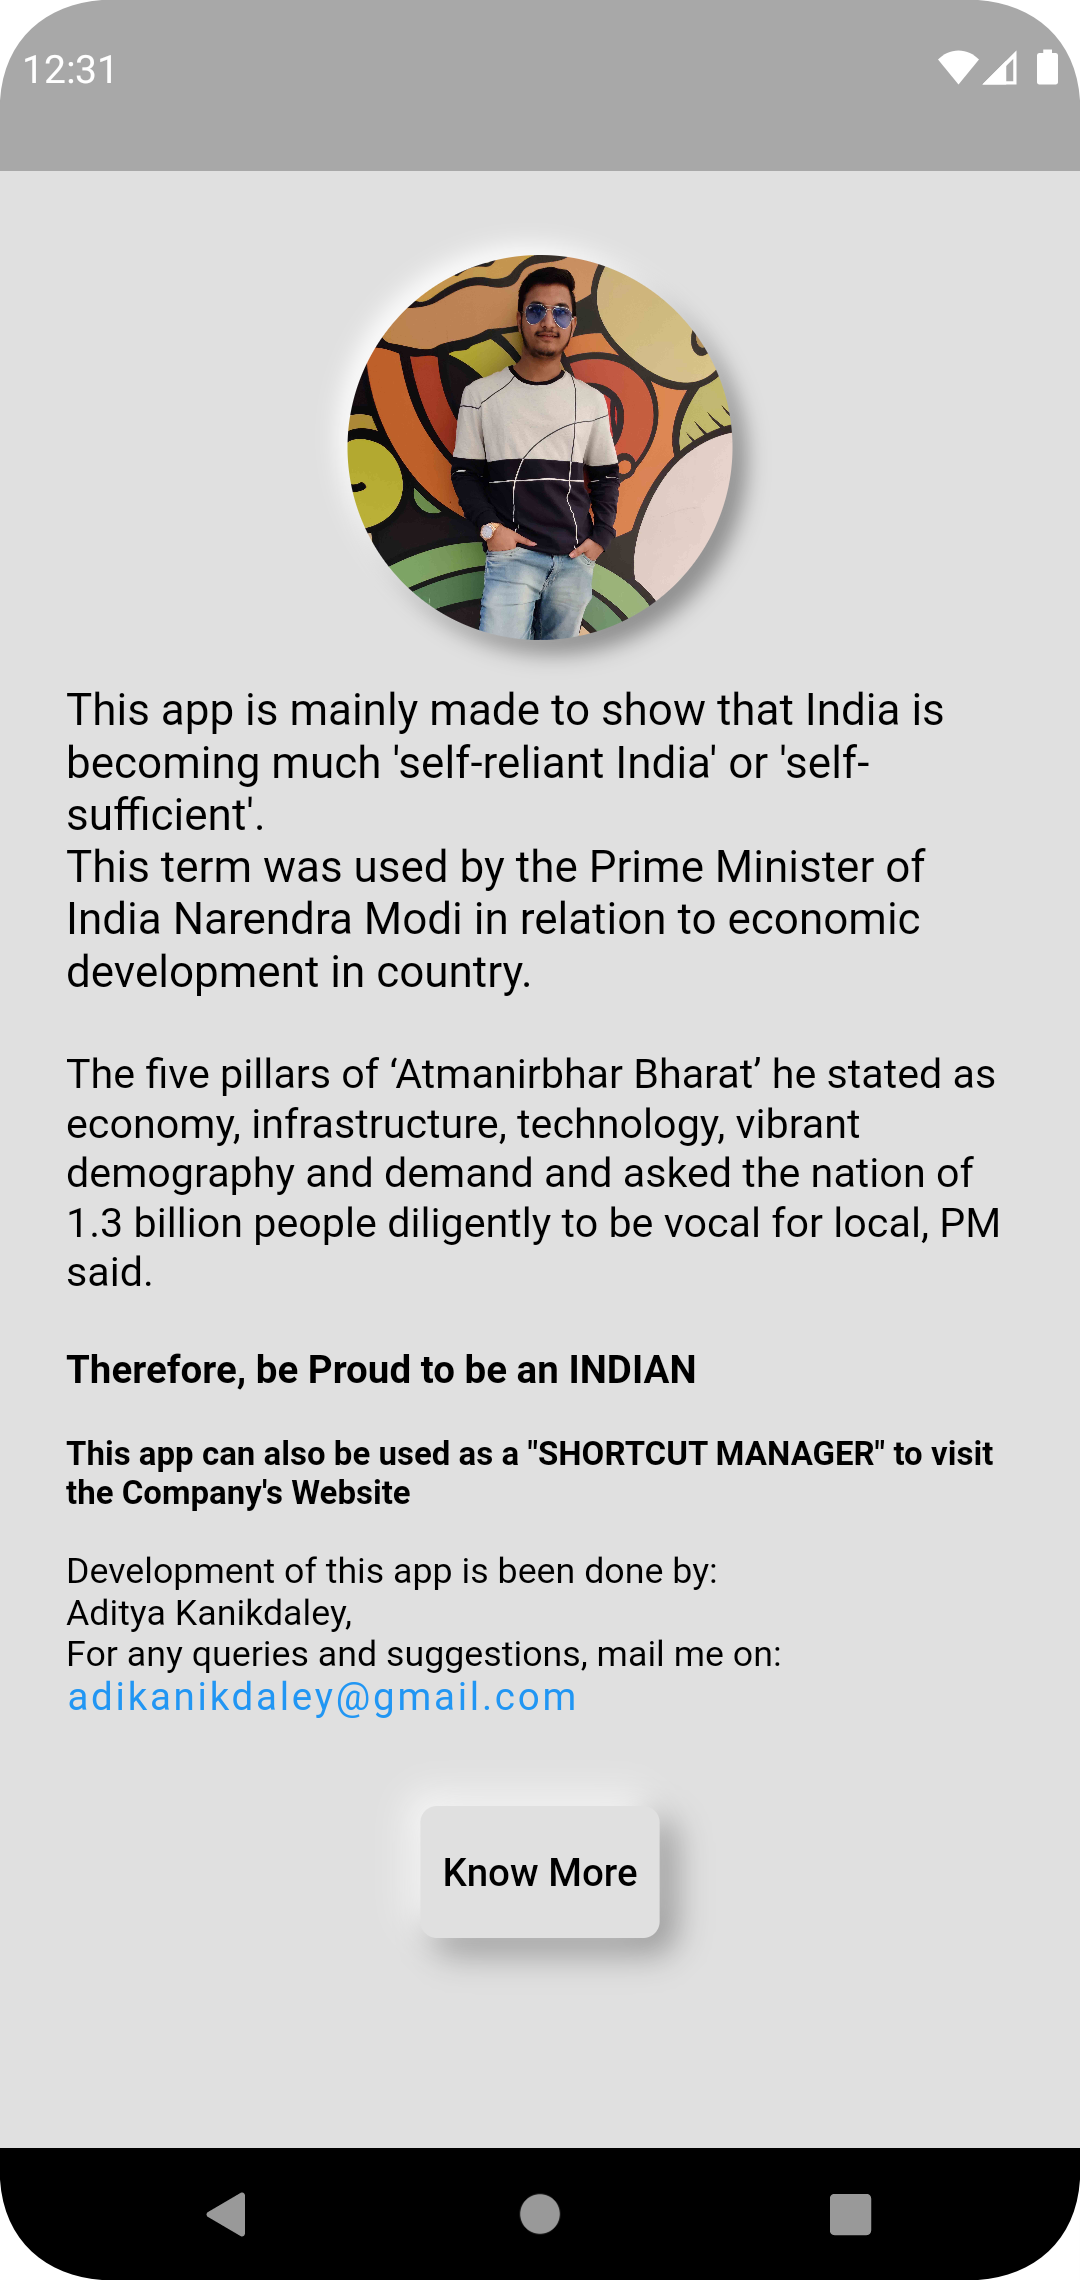 12:31
This app is mainly made to show that India is
becoming much 'self-reliant India' or 'self-
sufficient'.
This term was used by the Prime Minister of
India Narendra Modi in relation to economic
development in country.
The five pillars of ‘Atmanirbhar Bharat’ he stated as
economy, infrastructure, technology, vibrant
demography and demand and asked the nation of
1.3 billion people diligently to be vocal for local, PM
said.
Therefore, be Proud to be an INDIAN
This app can also be used as a "SHORTCUT MANAGER" to visit
the Company's Website
Development of this app is been done by:
Aditya Kanikdaley,
For any queries and suggestions, mail me on:
adikanikdaley@gmail.com
Know More